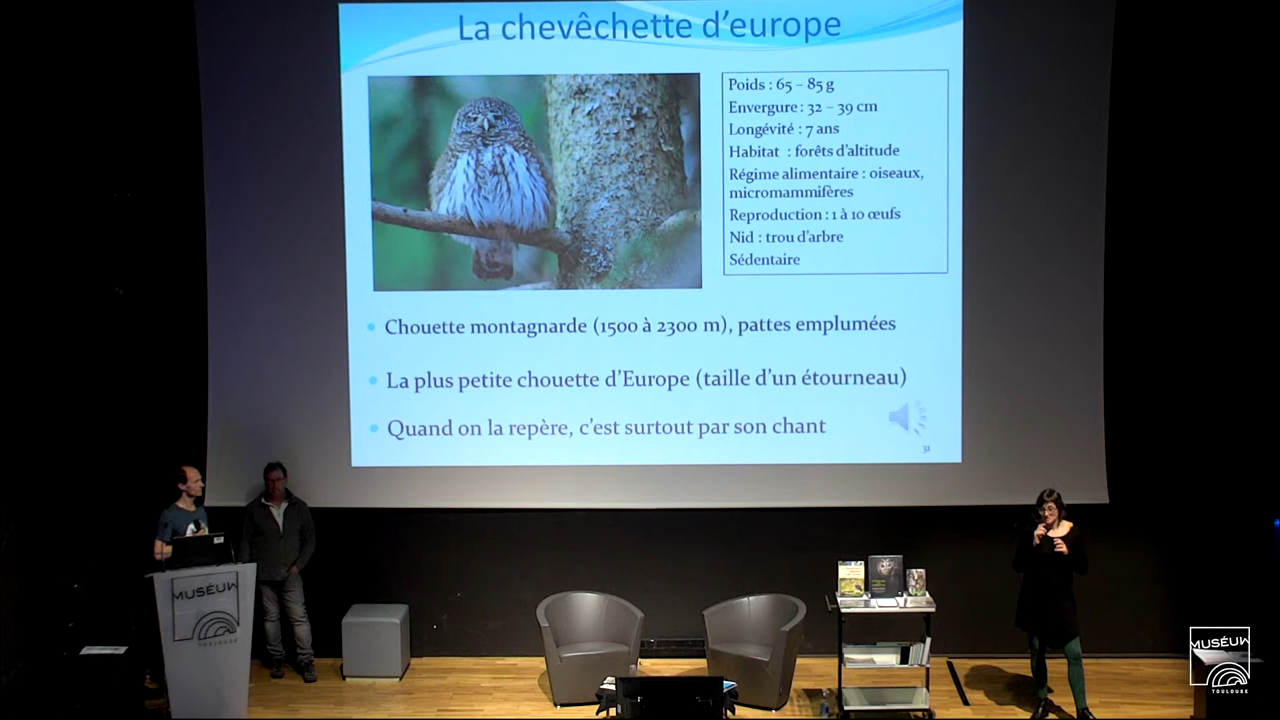 La chevêchette d'europe
Poids : 65 – 85 g
Envergure : 32 – 39 cm
Longévité : 7 ans
Habitat : forêts d'altitude
Régime alimentaire : oiseaux,
micromammifères
Reproduction : 1 à 10 œufs
Nid : trou d'arbre
Sédentaire
Chouette montagnarde (1500 à 2300 m), pattes emplumées
La plus petite chouette d'Europe (taille d'un étourneau)
Quand on la repère, c'est surtout par son chant
31
MUSÉUM
TOULOUSE
MUSÉUM
TOULOUSE